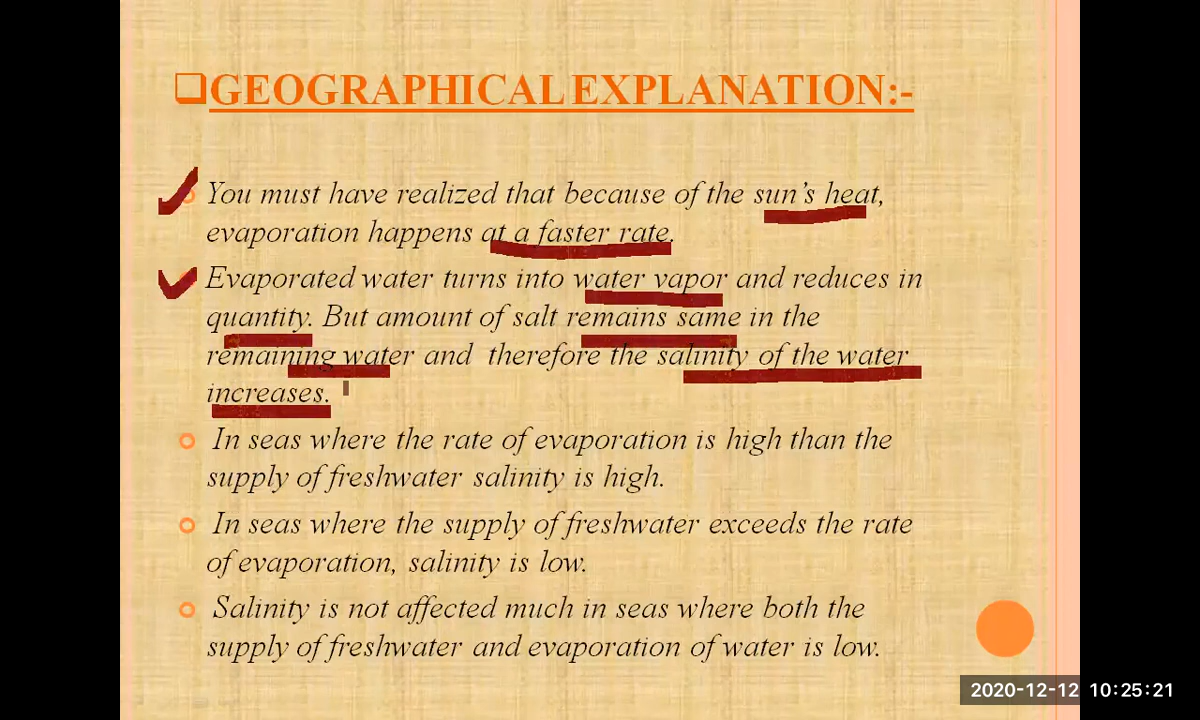 GEOGRAPHICAL EXPLANATION:-
You must have realized that because of the sun's heat,
evaporation happens at a faster rate.
Evaporated water turns into water vapor and reduces in
quantity. But amount of salt remains same in the
remaining water and therefore the salinity of the water
increases.
In seas where the rate of evaporation is high than the
supply of freshwater salinity is high.
In seas where the supply of freshwater exceeds the rate
of evaporation, salinity is low.
Salinity is not affected much in seas where both the
supply of freshwater and evaporation of water is low.
2020-12-12 10:25:21